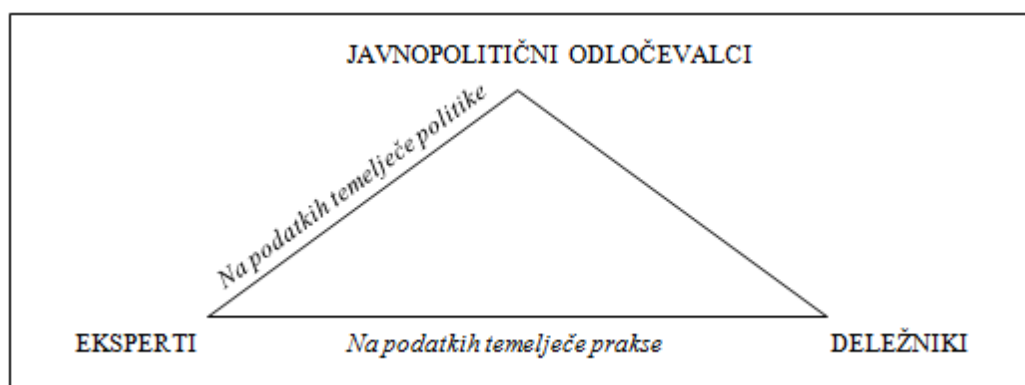 JAVNOPOLITIČNI ODLOČEVALCI
Na podatkih temelječe politike
EKSPERTI
Na podatkih temelječe prakse
DELEŽNIKI